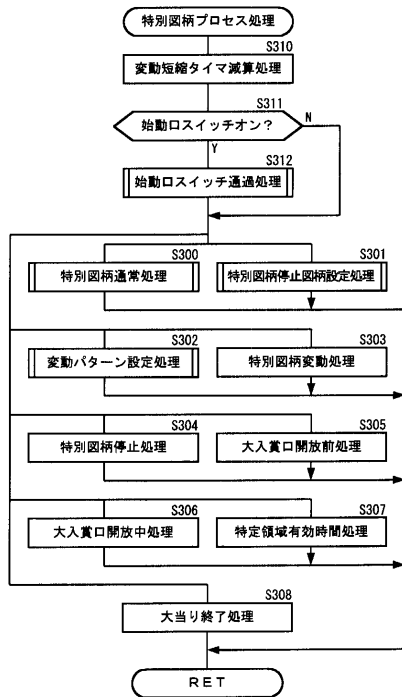 特別図柄プロセス処理
S310
変動短縮タイマ減算処理
S311
始動口スイッチオン?
N
Y
S312
始動口スイッチ通過処理
S300
S301
特別図柄通常処理
特別図柄停止図柄設定処理
S302
S303
変動パターン設定処理
特別図柄変動処理
S304
S305
特別図柄停止処理
大入賞口開放前処理
S306
S307
大入賞口開放中処理
特定領域有効時間処理
S308
大当り終了処理
RET